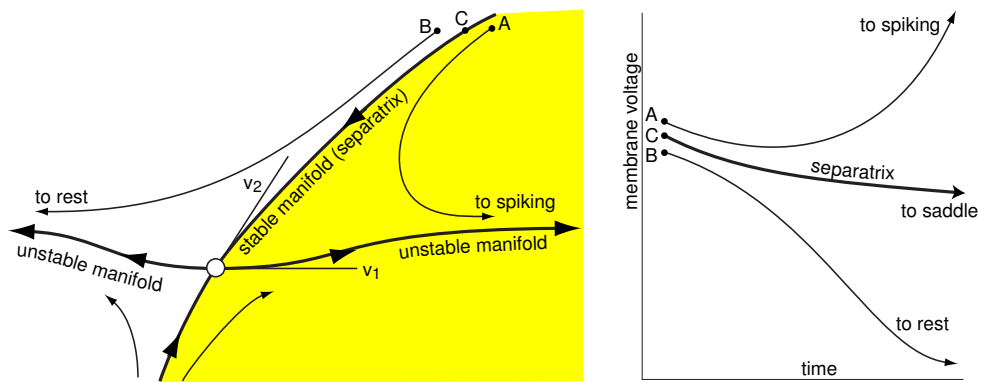 B
C
A
stable manifold (separatrix)
v2
to rest
to spiking
unstable manifold
unstable manifold
v1
membrane voltage
to spiking
A
C
B
separatrix
to saddle
to rest
time